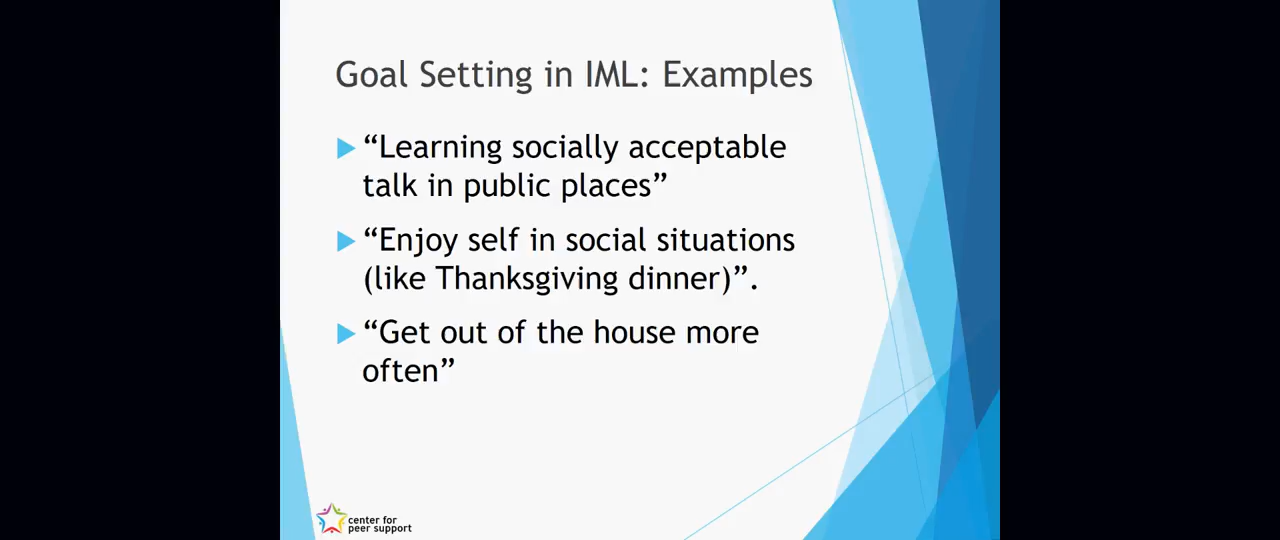 Goal Setting in IML: Examples
“Learning socially acceptable
talk in public places”
“Enjoy self in social situations
(like Thanksgiving dinner)”.
“Get out of the house more
often”
center for
peer support